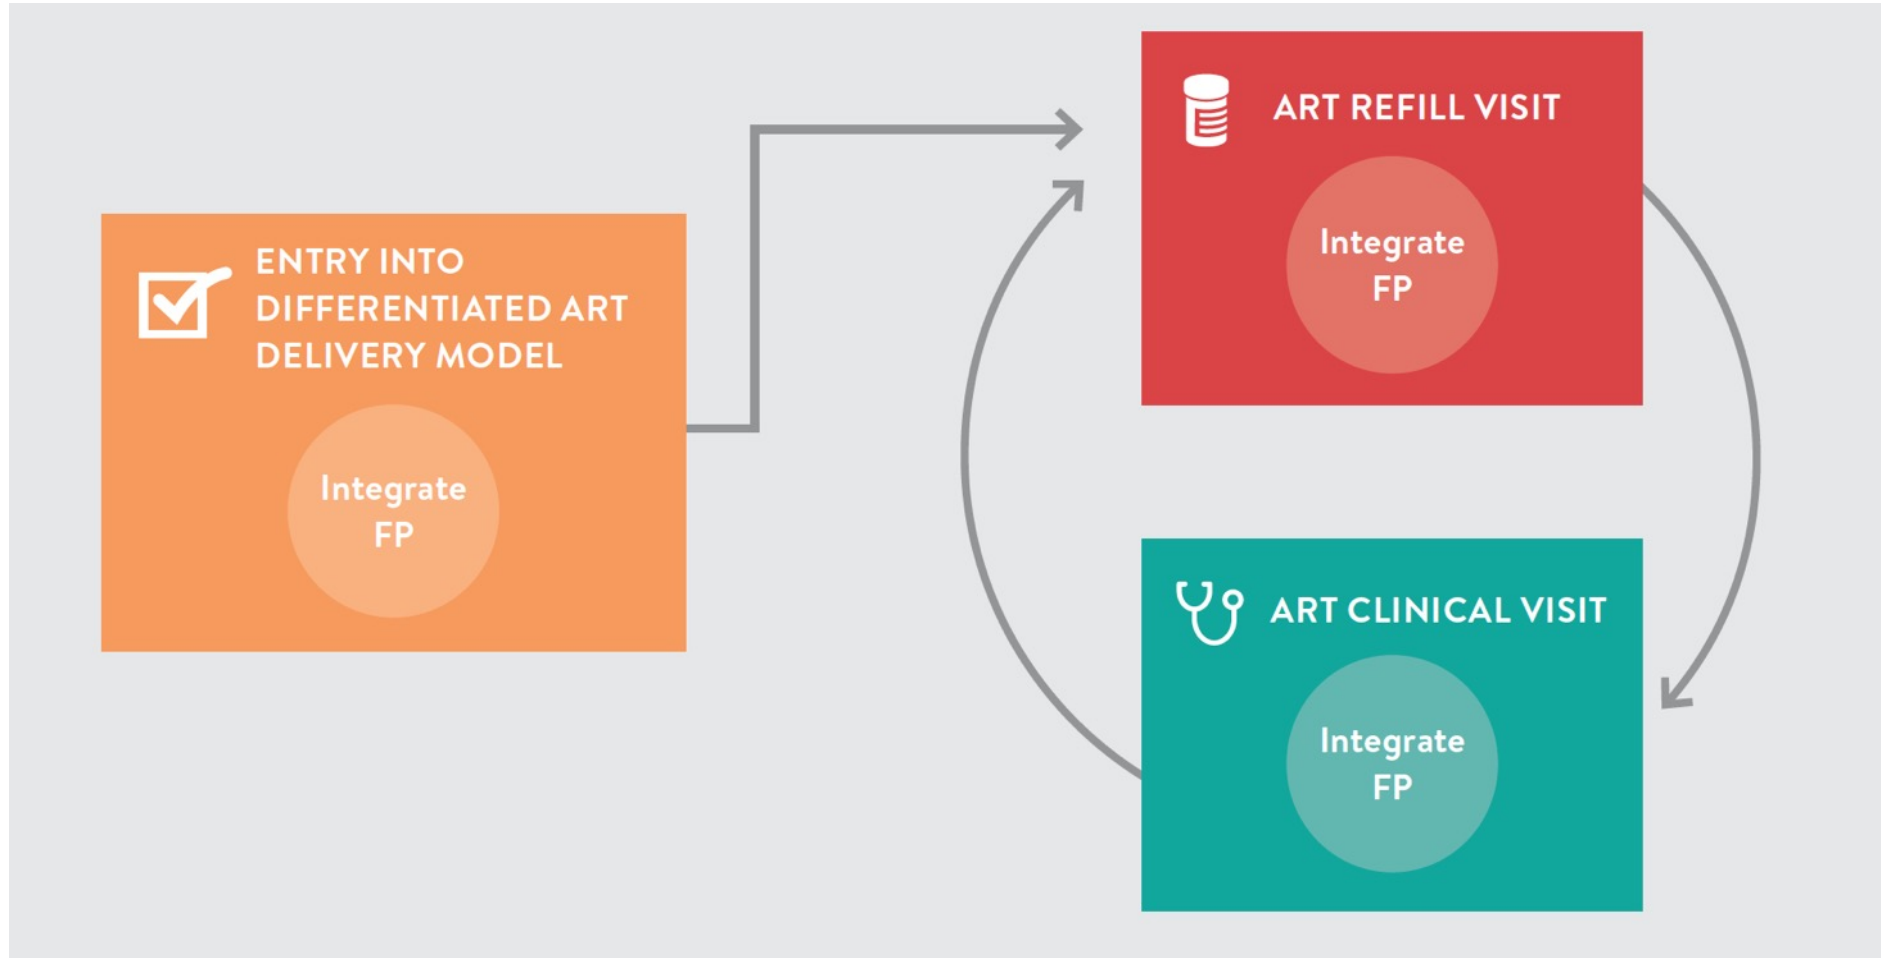 ENTRY INTO
DIFFERENTIATED ART
DELIVERY MODEL
Integrate
FP
ART REFILL VISIT
Integrate
FP
ART CLINICAL VISIT
Integrate
FP